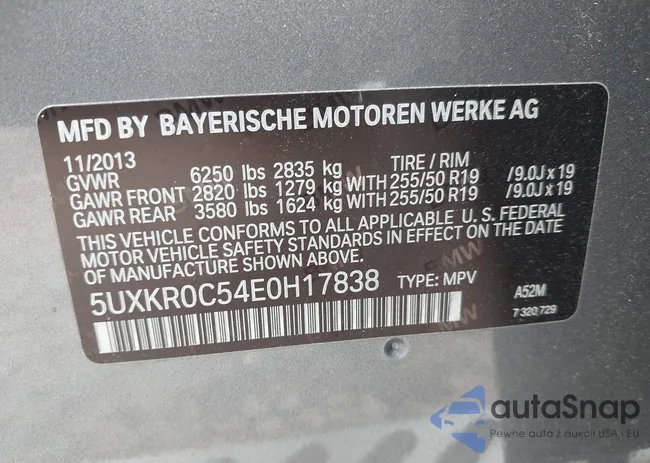 MFD BY BAYERISCHE MOTOREN WERKE AG
11/2013 TIRE / RIM
GVWR 6250 lbs 2835 kg
GAWR FRONT 2820 lbs 1279 kg WITH 255/50 R19 /9.0J x 19
GAWR REAR 3580 lbs 1624 kg WITH 255/50 R19 /9.0J x 19
THIS VEHICLE CONFORMS TO ALL APPLICABLE U. S. FEDERAL
MOTOR VEHICLE SAFETY STANDARDS IN EFFECT ON THE DATE
OF MANUFACTURE SHOWN ABOVE.
5UXKR0C54E0H17838 TYPE: MPV A52M
7 320 729
autoSnap
Pewne auta z aukcji USA i EU